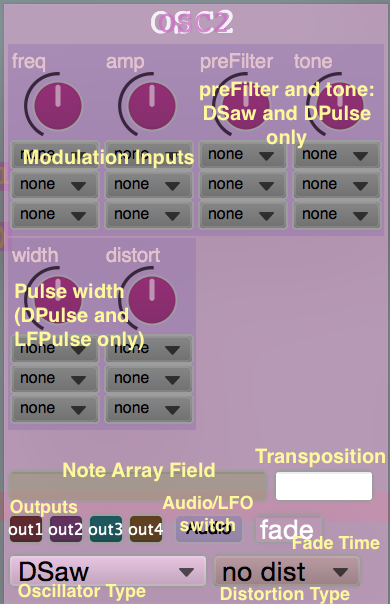 OSC2
freq amp preFilter tone
preFilter and tone:
DSaw and DPulse
only
none none none none
Modulation Inputs
none none none none
none none none none
width distort
Pulse width
(DPulse and
LFPulse only)
none none
none none
none none
Transposition
Note Array Field
Outputs
Audio/LFO
switch
out1 out2 out3 out4 Audio fade
Fade Time
DSaw no dist
Oscillator Type Distortion Type